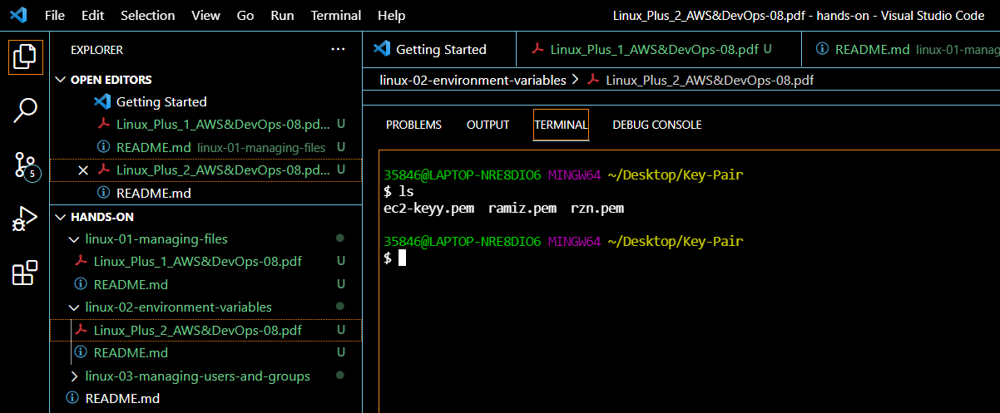 File Edit Selection View Go Run Terminal Help Linux_Plus_2_AWS&DevOps-08.pdf - hands-on - Visual Studio Code
EXPLORER ...
OPEN EDITORS
Getting Started
Linux_Plus_1_AWS&DevOps-08.pd... U
README.md linux-01-managing-files U
Linux_Plus_2_AWS&DevOps-08.pd... U
README.md
HANDS-ON
linux-01-managing-files
Linux_Plus_1_AWS&DevOps-08.pdf U
README.md U
linux-02-environment-variables
Linux_Plus_2_AWS&DevOps-08.pdf U
README.md U
linux-03-managing-users-and-groups
README.md
5
Getting Started Linux_Plus_1_AWS&DevOps-08.pdf U README.md linux-01-manag
linux-02-environment-variables > Linux_Plus_2_AWS&DevOps-08.pdf
PROBLEMS OUTPUT TERMINAL DEBUG CONSOLE
35846@LAPTOP-NRE8DIO6 MINGW64 ~/Desktop/Key-Pair
$ ls
ec2-keyy.pem ramiz.pem rzn.pem
35846@LAPTOP-NRE8DIO6 MINGW64 ~/Desktop/Key-Pair
$